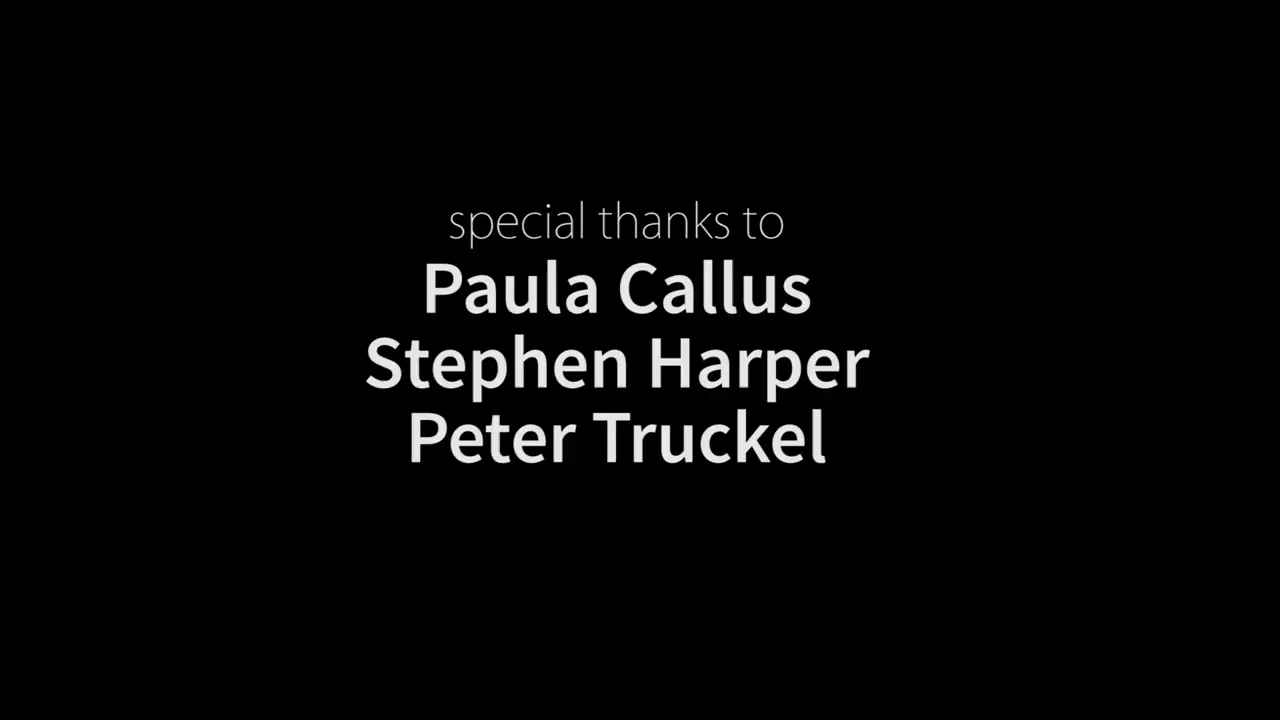 special thanks to
Paula Callus
Stephen Harper
Peter Truckel